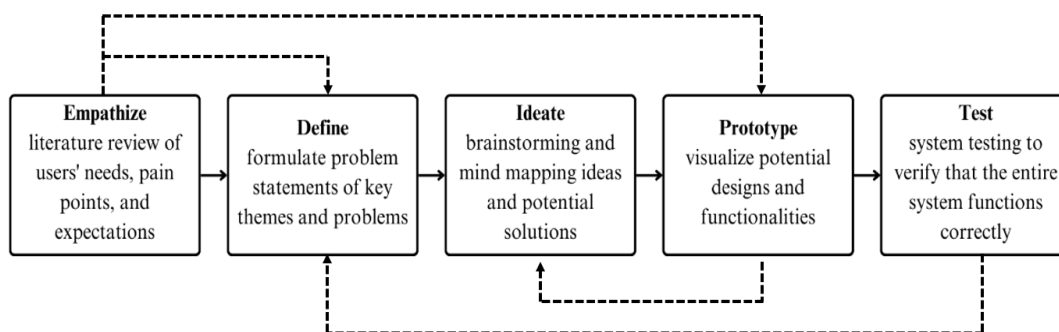 Empathize
literature review of
users' needs, pain
points, and
expectations
Define
formulate problem
statements of key
themes and problems
Ideate
brainstorming and
mind mapping ideas
and potential
solutions
Prototype
visualize potential
designs and
functionalities
Test
system testing to
verify that the entire
system functions
correctly